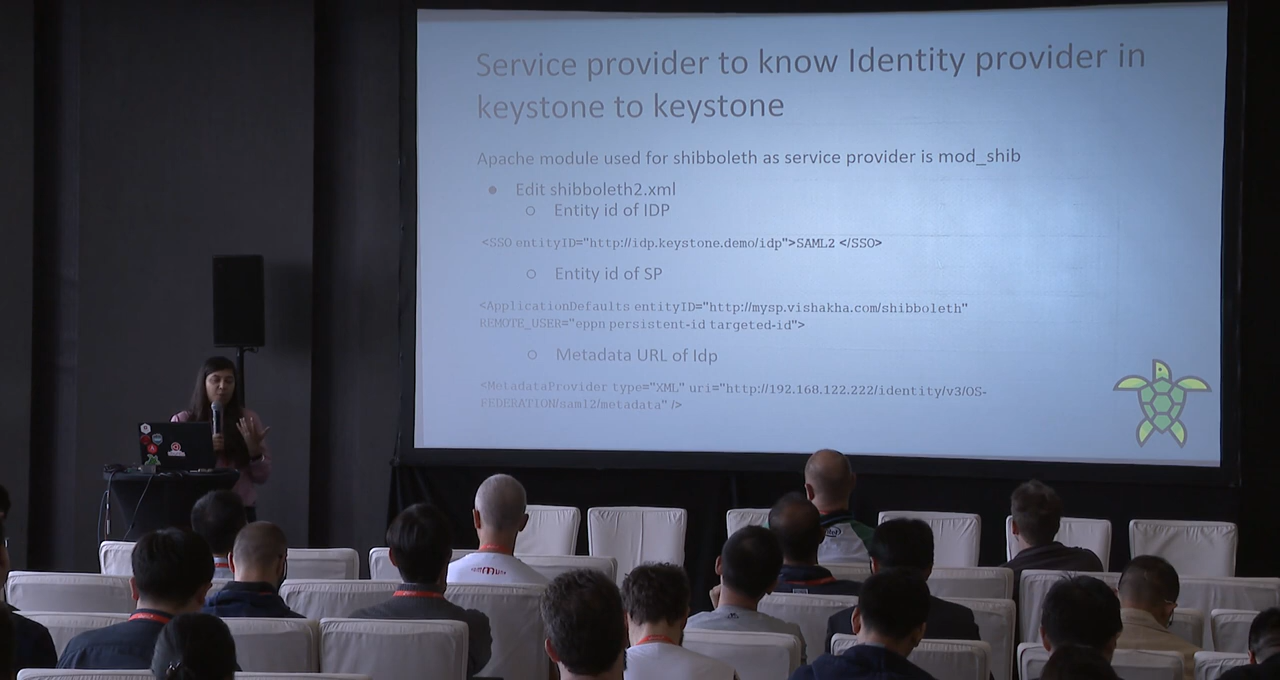 Service provider to know Identity provider in
keystone to keystone
Apache module used for shibboleth as service provider is mod_shib
Edit shibboleth2.xml
Entity id of IDP
<SSO entityID="http://idp.keystone.demo/idp">SAML2 </SSO>
Entity id of SP
<ApplicationDefaults entityID="http://mysp.vishakha.com/shibboleth"
REMOTE_USER="eppn persistent-id targeted-id">
Metadata URL of Idp
<MetadataProvider type="XML" uri="http://192.168.122.222/identity/v3/OS-
FEDERATION/saml2/metadata" />
intel